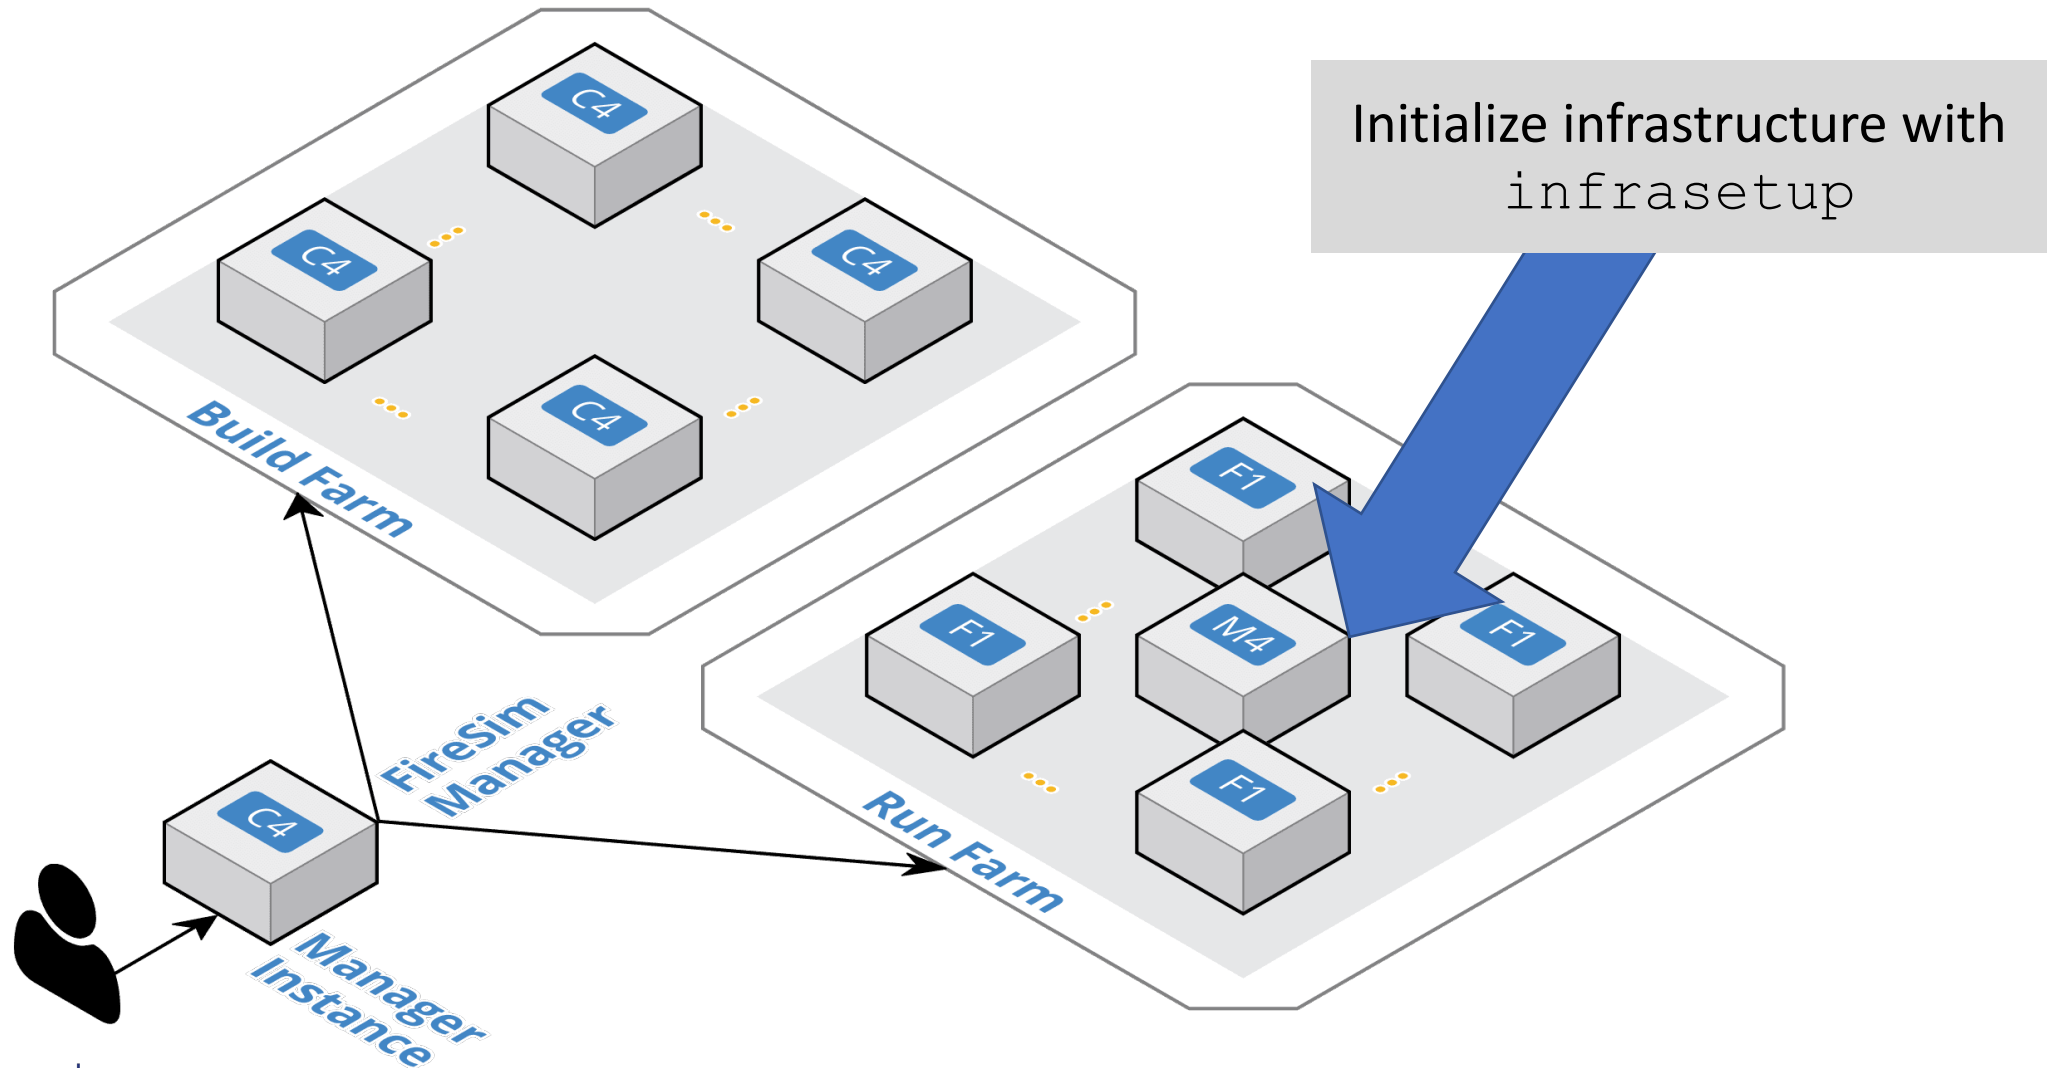 Initialize infrastructure with
infrasetup
C4
C4
C4
C4
Build Farm
F1
F1
M4
F1
F1
Run Farm
FireSim
Manager
C4
Manager
Instance